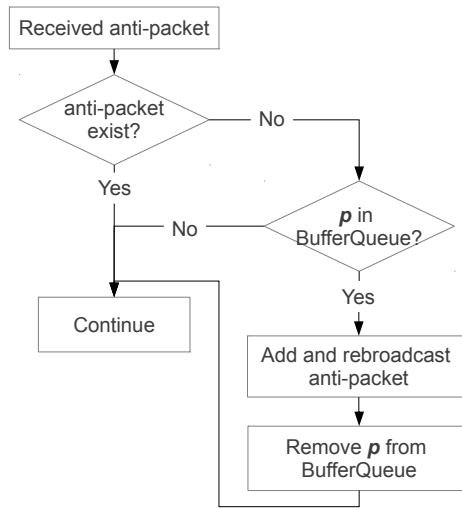 Received anti-packet
anti-packet
exist?
No
Yes
p in
BufferQueue?
No
Yes
Continue
Add and rebroadcast
anti-packet
Remove p from
BufferQueue